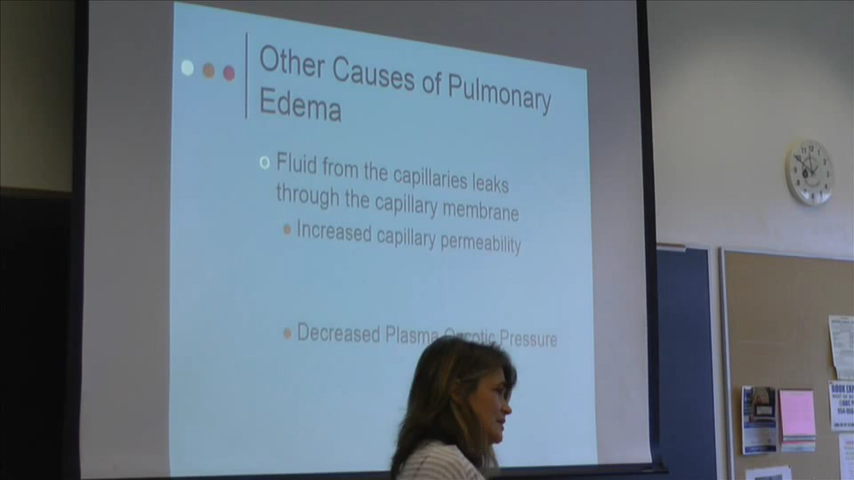 Other Causes of Pulmonary
Edema
Fluid from the capillaries leaks
through the capillary membrane
Increased capillary permeability
Decreased Plasma Oncotic Pressure